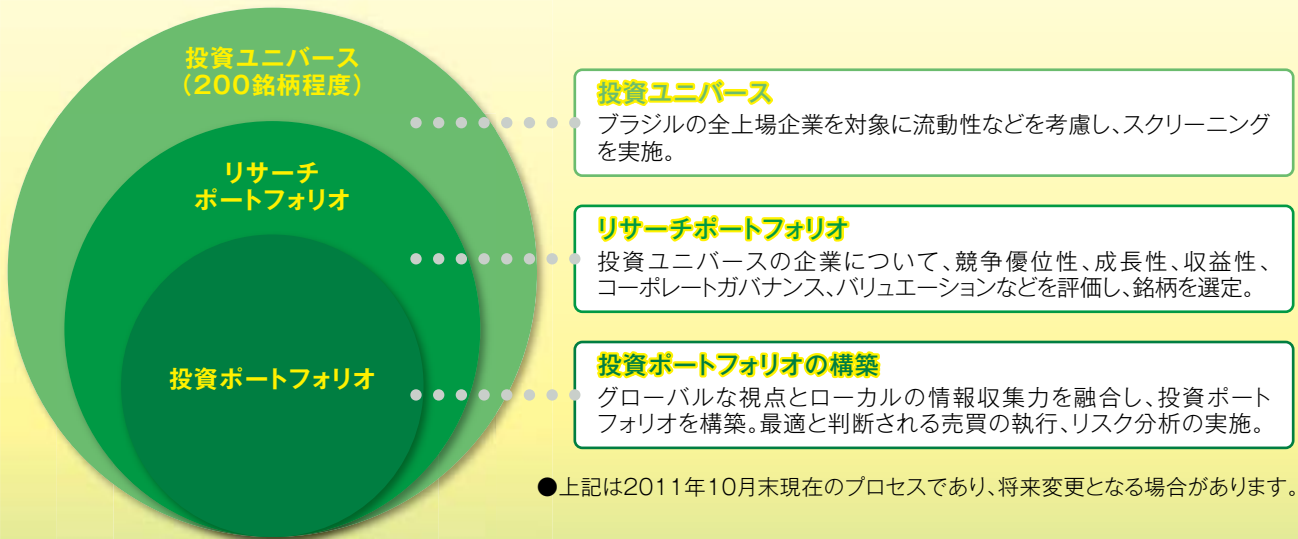 投資ユニバース
（200銘柄程度）
リサーチ
ポートフォリオ
投資ポートフォリオ
投資ユニバース
ブラジルの全上場企業を対象に流動性などを考慮し、スクリーニング
を実施。
リサーチポートフォリオ
投資ユニバースの企業について、競争優位性、成長性、収益性、
コーポレートガバナンス、バリュエーションなどを評価し、銘柄を選定。
投資ポートフォリオの構築
グローバルな視点とローカルの情報収集力を融合し、投資ポート
フォリオを構築。最適と判断される売買の執行、リスク分析の実施。
●上記は2011年10月末現在のプロセスであり、将来変更となる場合があります。